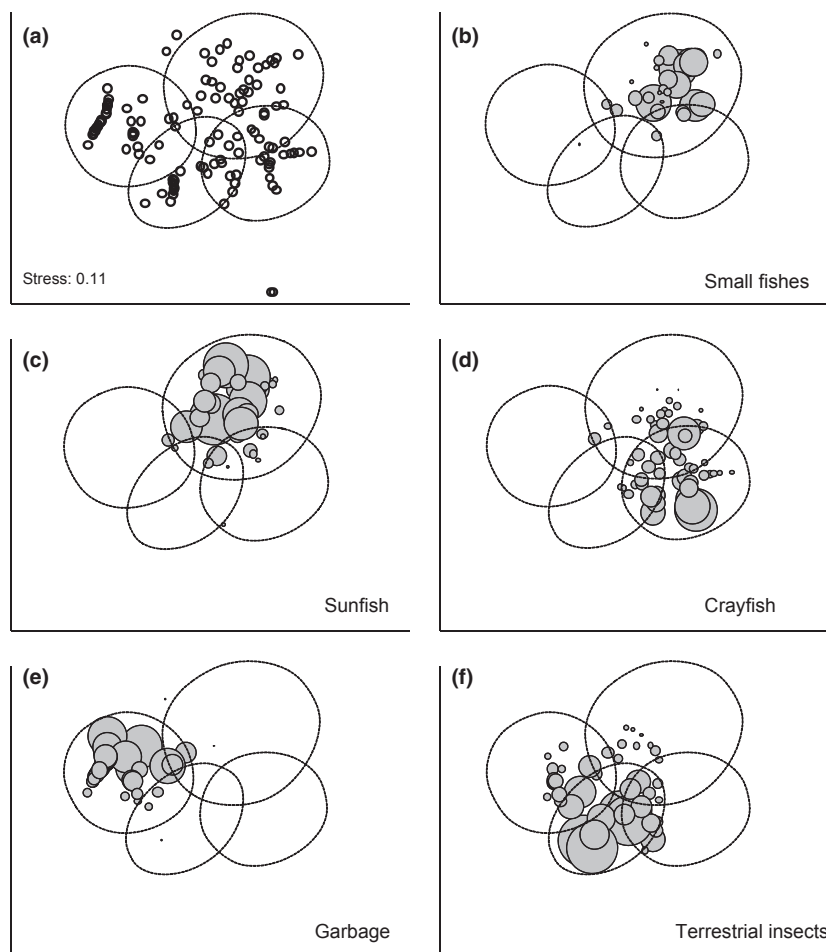 (a)
Stress: 0.11
(b)
Small fishes
(c)
Sunfish
(d)
Crayfish
(e)
Garbage
(f)
Terrestrial insects